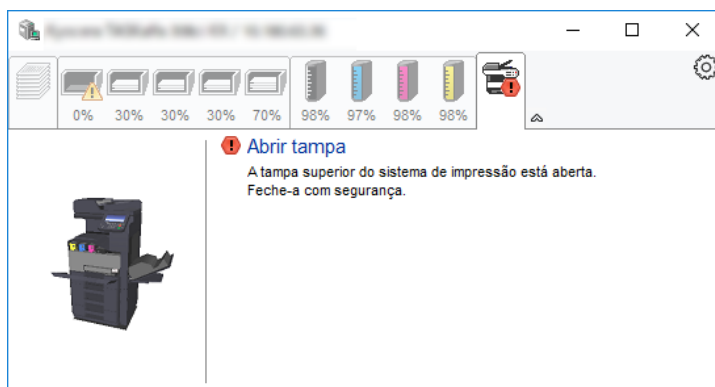 0% 30% 30% 30% 70% 98% 97% 98% 98%
Abrir tampa
A tampa superior do sistema de impressão está aberta.
Feche-a com segurança.